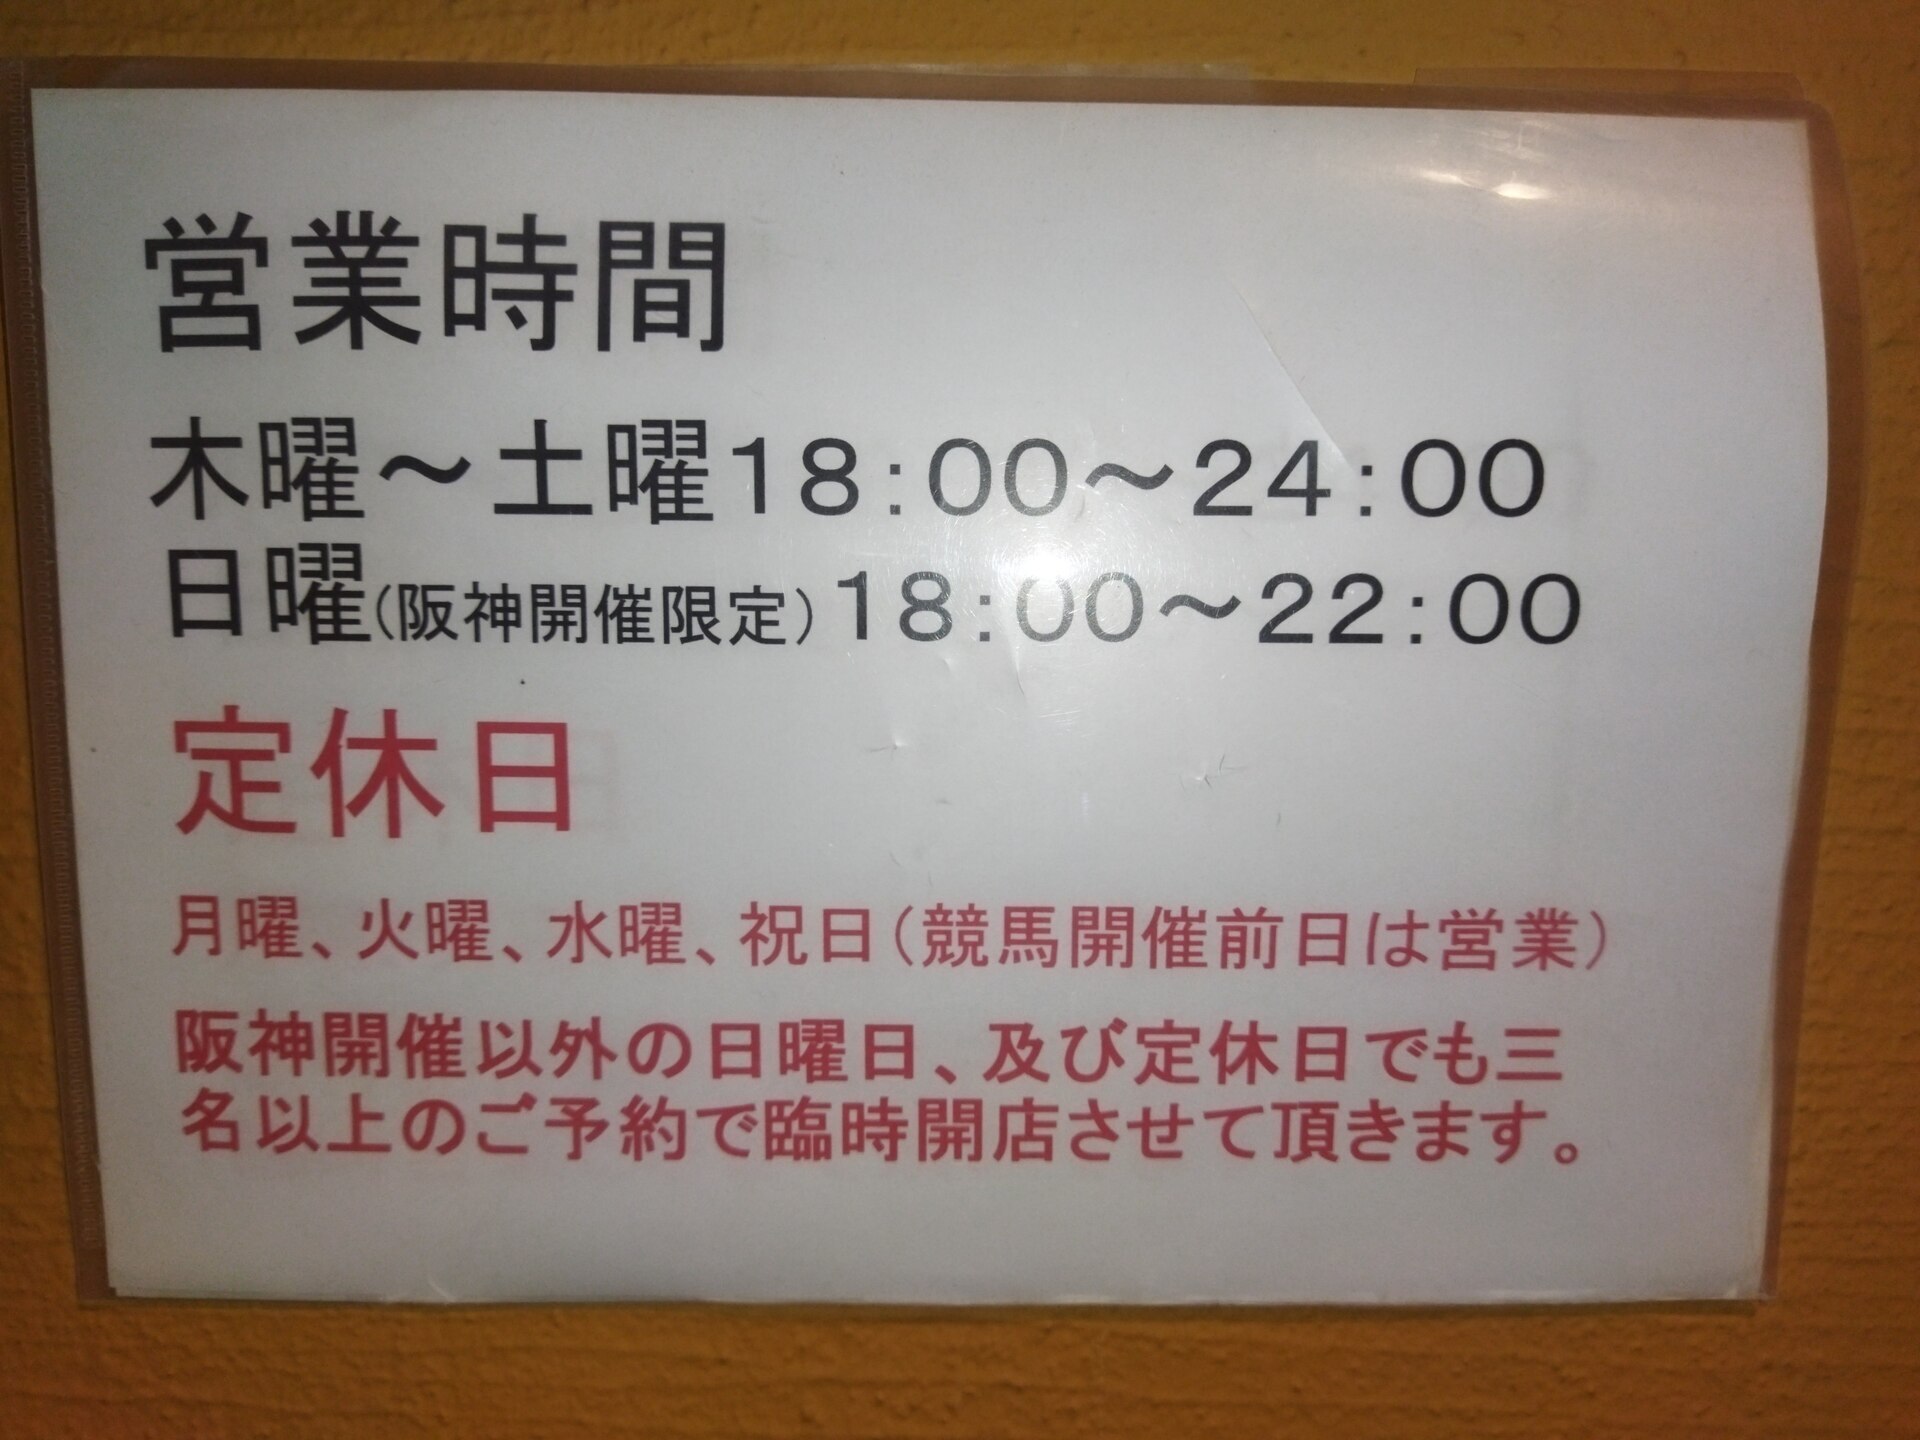 営業時間
木曜～土曜18：00～24：00
日曜(阪神開催限定)18：00～22：00
定休日
月曜、火曜、水曜、祝日(競馬開催前日は営業)
阪神開催以外の日曜日、及び定休日でも三
名以上のご予約で臨時開店させて頂きます。